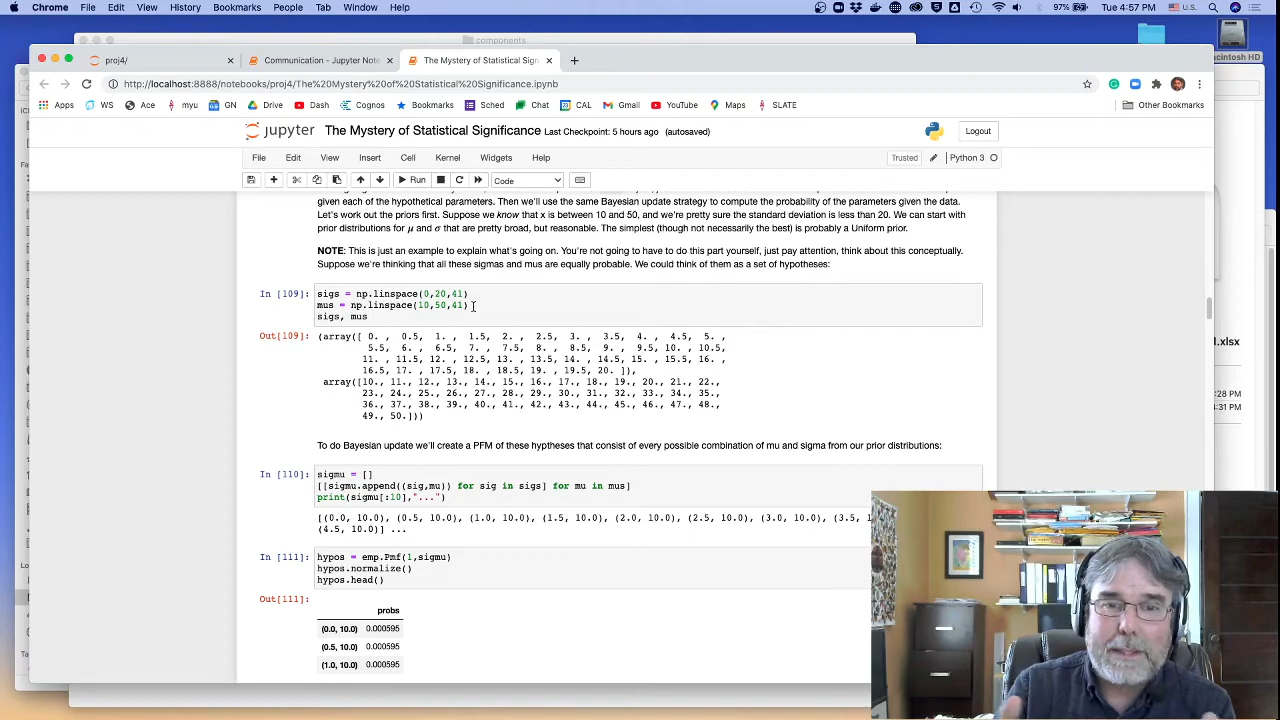 Chrome File Edit View History Bookmarks People Tab Window Help 97% Tue 4:57 PM U.S.
components
acintosh HD
proj4/ Communication - Jupyter Note The Mystery of Statistical Sign
http://localhost:8888/notebooks/proj4/The%20Mystery%20of%20Statistical%20Significance.ipynb
Apps WS Ace myu GN Drive Dash Cognos Bookmarks Sched CAL Gmail YouTube Maps SLATE Other Bookmarks
jupyter The Mystery of Statistical Significance Last Checkpoint: 5 hours ago (autosaved) Logout
File Edit View Insert Cell Kernel Widgets Help Trusted Python 3
Run Code
given each of the hypothetical parameters. Then we'll use the same Bayesian update strategy to compute the probability of the parameters given the data.
Let's work out the priors first. Suppose we know that x is between 10 and 50, and we're pretty sure the standard deviation is less than 20. We can start with
prior distributions for μ and σ that are pretty broad, but reasonable. The simplest (though not necessarily the best) is probably a Uniform prior.
NOTE: This is just an example to explain what's going on. You're not going to have to do this part yourself, just pay attention, think about this conceptually.
Suppose we're thinking that all these sigmas and mus are equally probable. We could think of them as a set of hypotheses:
In [109]: sigs = np.linspace(0,20,41)
mus = np.linspace(10,50,41)
sigs, mus
Out[109]: (array([ 0. , 0.5, 1. , 1.5, 2. , 2.5, 3. , 3.5, 4. , 4.5, 5. ,
5.5, 6. , 6.5, 7. , 7.5, 8. , 8.5, 9. , 9.5, 10. , 10.5,
11. , 11.5, 12. , 12.5, 13. , 13.5, 14. , 14.5, 15. , 15.5, 16. ,
16.5, 17. , 17.5, 18. , 18.5, 19. , 19.5, 20. ]),
array([10., 11., 12., 13., 14., 15., 16., 17., 18., 19., 20., 21., 22.,
23., 24., 25., 26., 27., 28., 29., 30., 31., 32., 33., 34., 35.,
36., 37., 38., 39., 40., 41., 42., 43., 44., 45., 46., 47., 48.,
49., 50.]))
1.xlsx
:28 PM
:31 PM
To do Bayesian update we'll create a PFM of these hyptheses that consist of every possible combination of mu and sigma from our prior distributions:
In [110]: sigmu = []
[[sigmu.append((sig,mu)) for sig in sigs] for mu in mus]
print(sigmu[:10],"...")
[(0.0, 10.0), (0.5, 10.0), (1.0, 10.0), (1.5, 10.0), (2.0, 10.0), (2.5, 10.0), (3.0, 10.0), (3.5, 1
(4.5, 10.0)] ...
In [111]: hypos = emp.Pmf(1,sigmu)
hypos.normalize()
hypos.head()
Out[111]:
probs
(0.0, 10.0) 0.000595
(0.5, 10.0) 0.000595
(1.0, 10.0) 0.000595